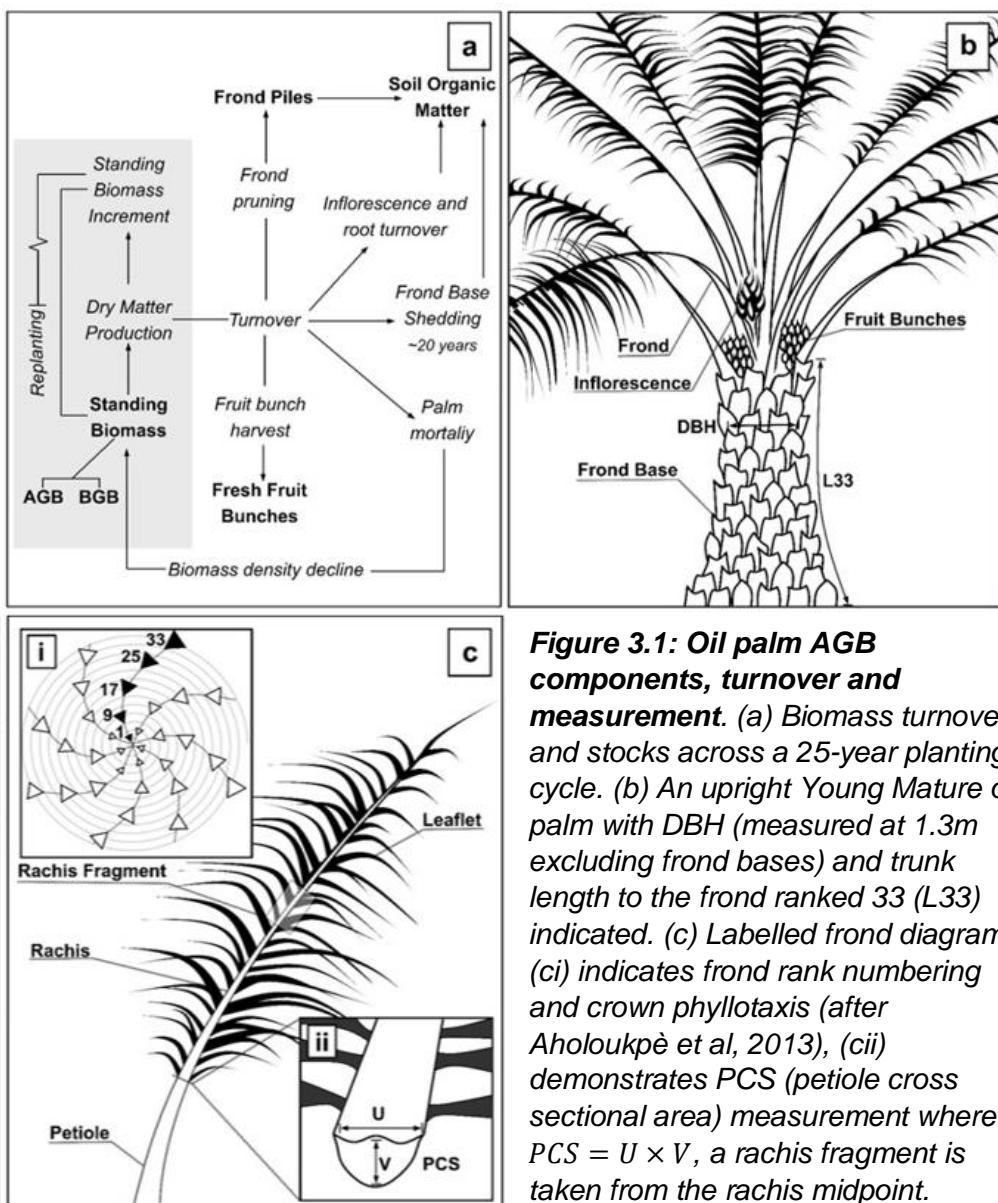 a
Frond Piles
Soil Organic
Matter
Standing
Biomass
Increment
Frond
pruning
Inflorescence and
root turnover
Replanting
Dry Matter
Production
Turnover
Frond Base
Shedding
~20 years
Standing
Biomass
Fruit bunch
harvest
Palm
mortaliy
AGB
BGB
Fresh Fruit
Bunches
Biomass density decline
b
Frond
Fruit Bunches
Inflorescence
DBH
Frond Base
L33
i
33
25
17
9
1
c
Leaflet
Rachis Fragment
Rachis
Petiole
ii
U
V
PCS
Figure 3.1: Oil palm AGB
components, turnover and
measurement. (a) Biomass turnove
and stocks across a 25-year planting
cycle. (b) An upright Young Mature o
palm with DBH (measured at 1.3m
excluding frond bases) and trunk
length to the frond ranked 33 (L33)
indicated. (c) Labelled frond diagram
(ci) indicates frond rank numbering
and crown phyllotaxis (after
Aholoukpè et al, 2013), (cii)
demonstrates PCS (petiole cross
sectional area) measurement where
PCS = U × V, a rachis fragment is
taken from the rachis midpoint.